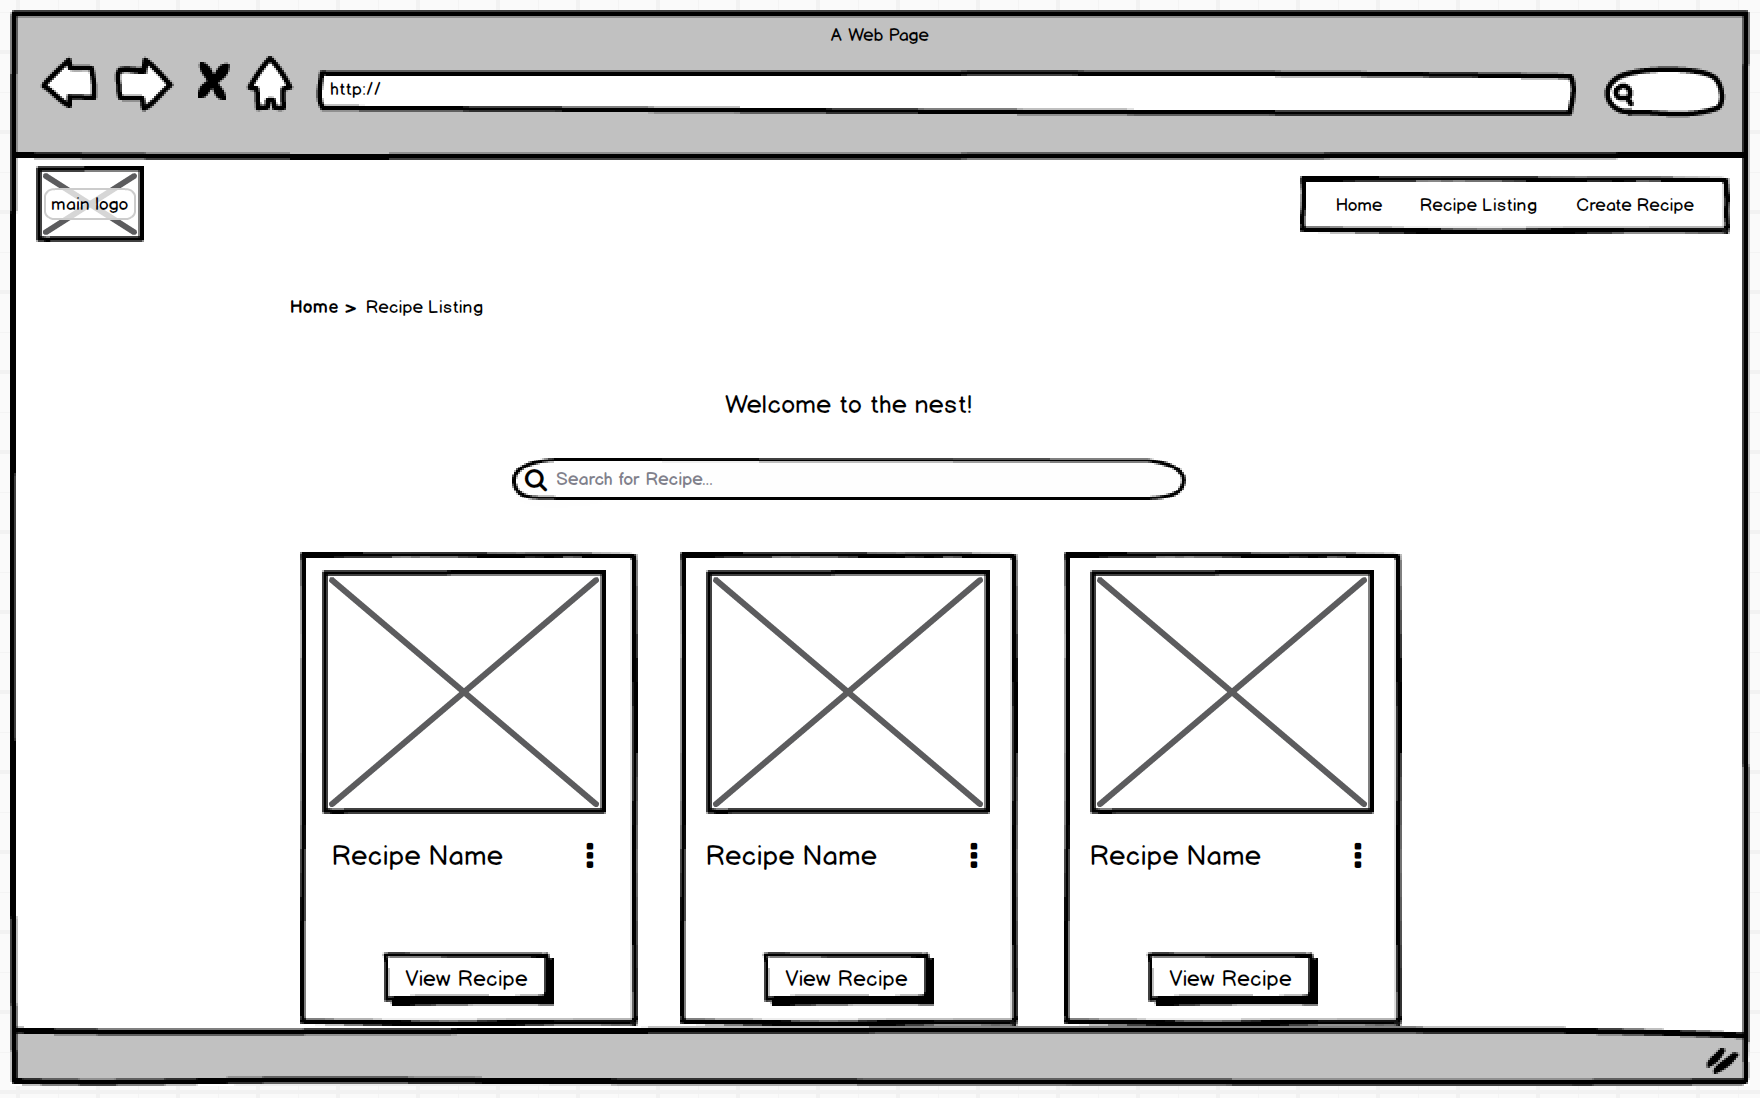 A Web Page
http://
main logo
Home Recipe Listing Create Recipe
Home > Recipe Listing
Welcome to the nest!
Search for Recipe...
Recipe Name Recipe Name Recipe Name
View Recipe View Recipe View Recipe